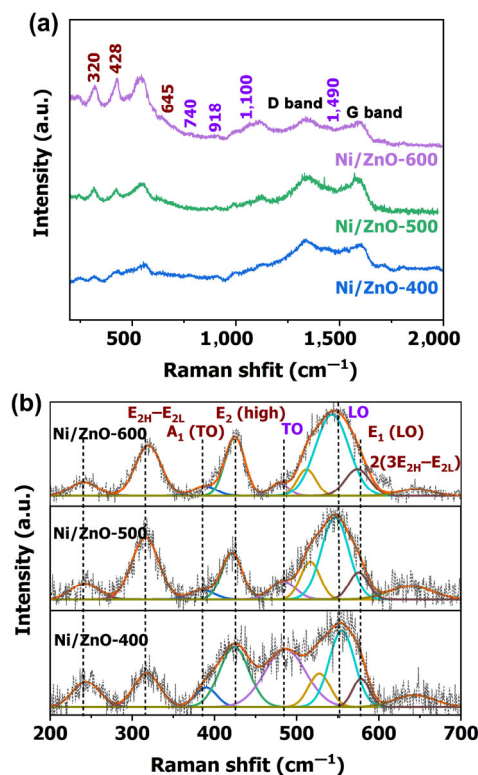 (a)
320
428
645
740
918
1,100
D band
1,490
G band
Ni/ZnO-600
Ni/ZnO-500
Ni/ZnO-400
Intensity (a.u.)
500
1,000
1,500
2,000
Raman shfit (cm⁻¹)
(b)
E₂H–E₂L
E₂ (high)
LO
Ni/ZnO-600
A₁ (TO)
TO
E₁ (LO)
2(3E₂H–E₂L)
Ni/ZnO-500
Ni/ZnO-400
Intensity (a.u.)
200
300
400
500
600
700
Raman shfit (cm⁻¹)